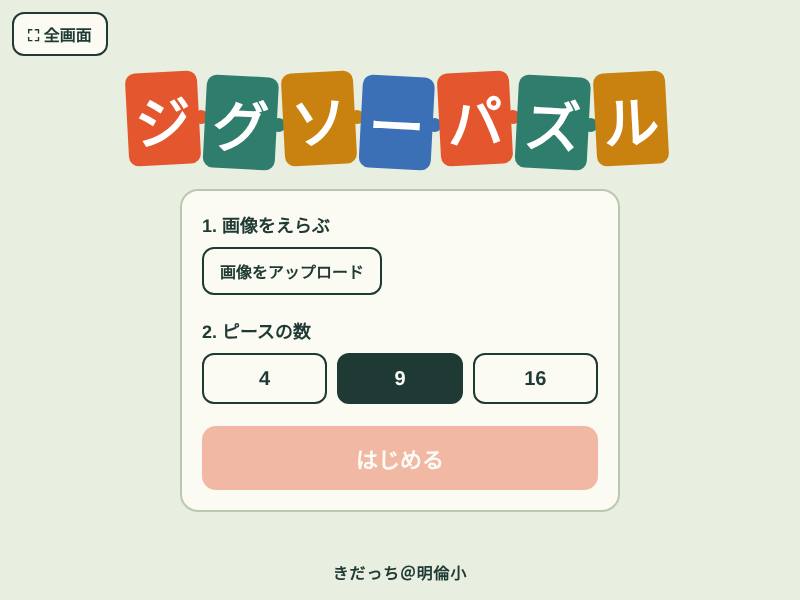 全画面
ジグソーパズル
1. 画像をえらぶ
画像をアップロード
2. ピースの数
4 9 16
はじめる
きだっち@明倫小